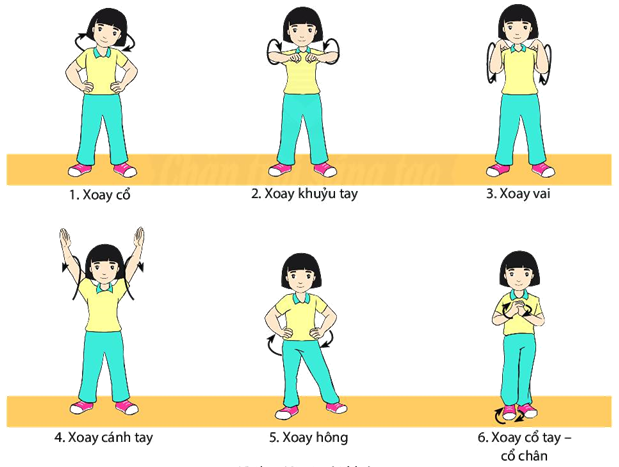 1. Xoay cổ
2. Xoay khuỷu tay
3. Xoay vai
4. Xoay cánh tay
5. Xoay hông
6. Xoay cổ tay –
cổ chân